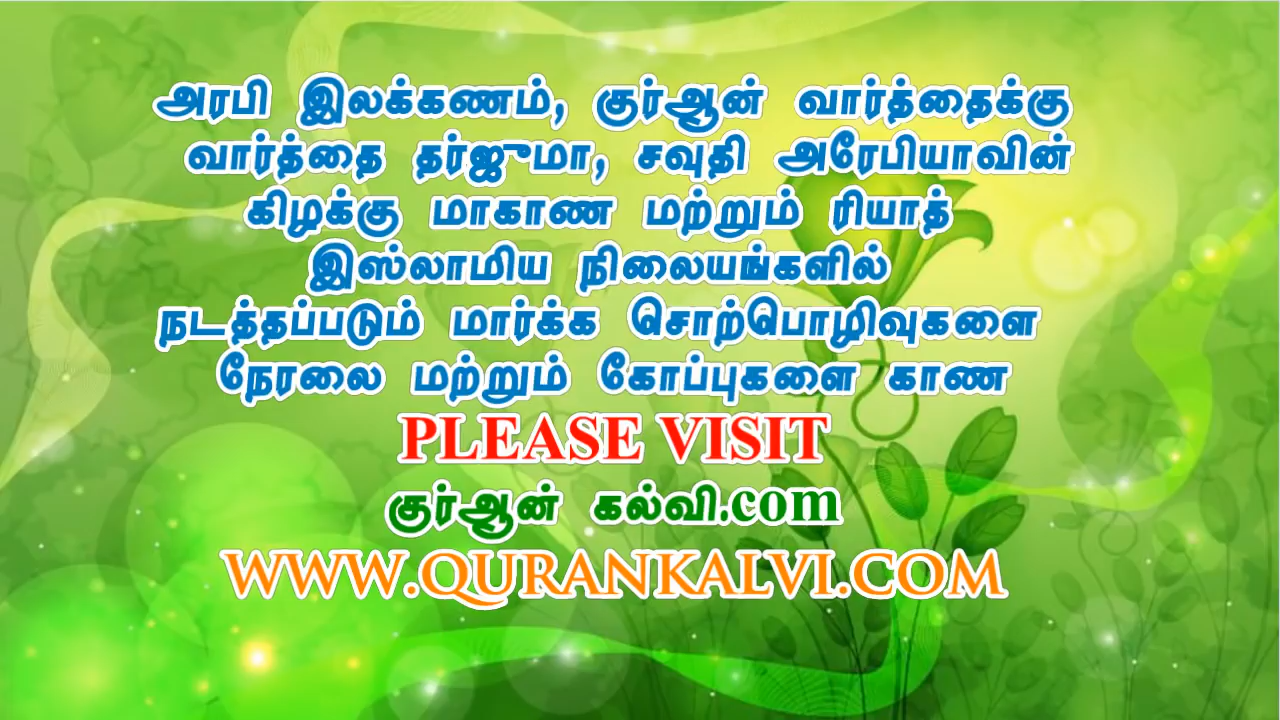 அரபி இலக்கணம், குர்ஆன் வார்த்தைக்கு
வார்த்தை தர்ஜுமா, சவுதி அரேபியாவின்
கிழக்கு மாகாண மற்றும் ரியாத்
இஸ்லாமிய நிலையங்களில்
நடத்தப்படும் மார்க்க சொற்பொழிவுகளை
நேரலை மற்றும் கோப்புகளை காண
PLEASE VISIT
குர்ஆன் கல்வி.com
WWW.QURANKALVI.COM